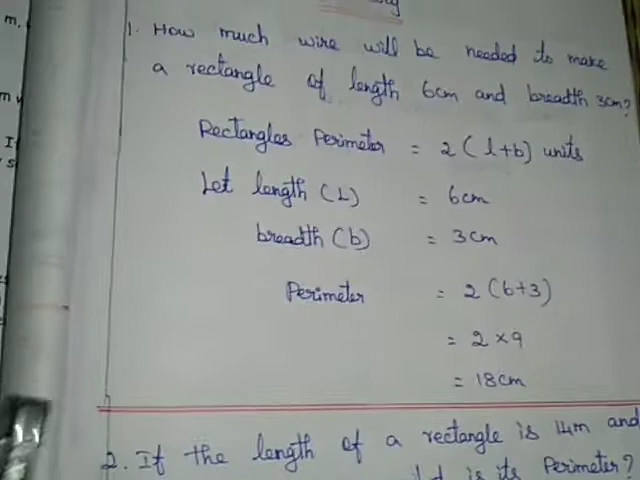 1. How much wire will be needed to make
a rectangle of length 6cm and breadth 3cm?
Rectangles Perimeter = 2 (l+b) units
Let length (L) = 6cm
breadth (b) = 3cm
Perimeter = 2 (6+3)
= 2 × 9
= 18cm
2. If the length of a rectangle is 14m and
is its Perimeter?